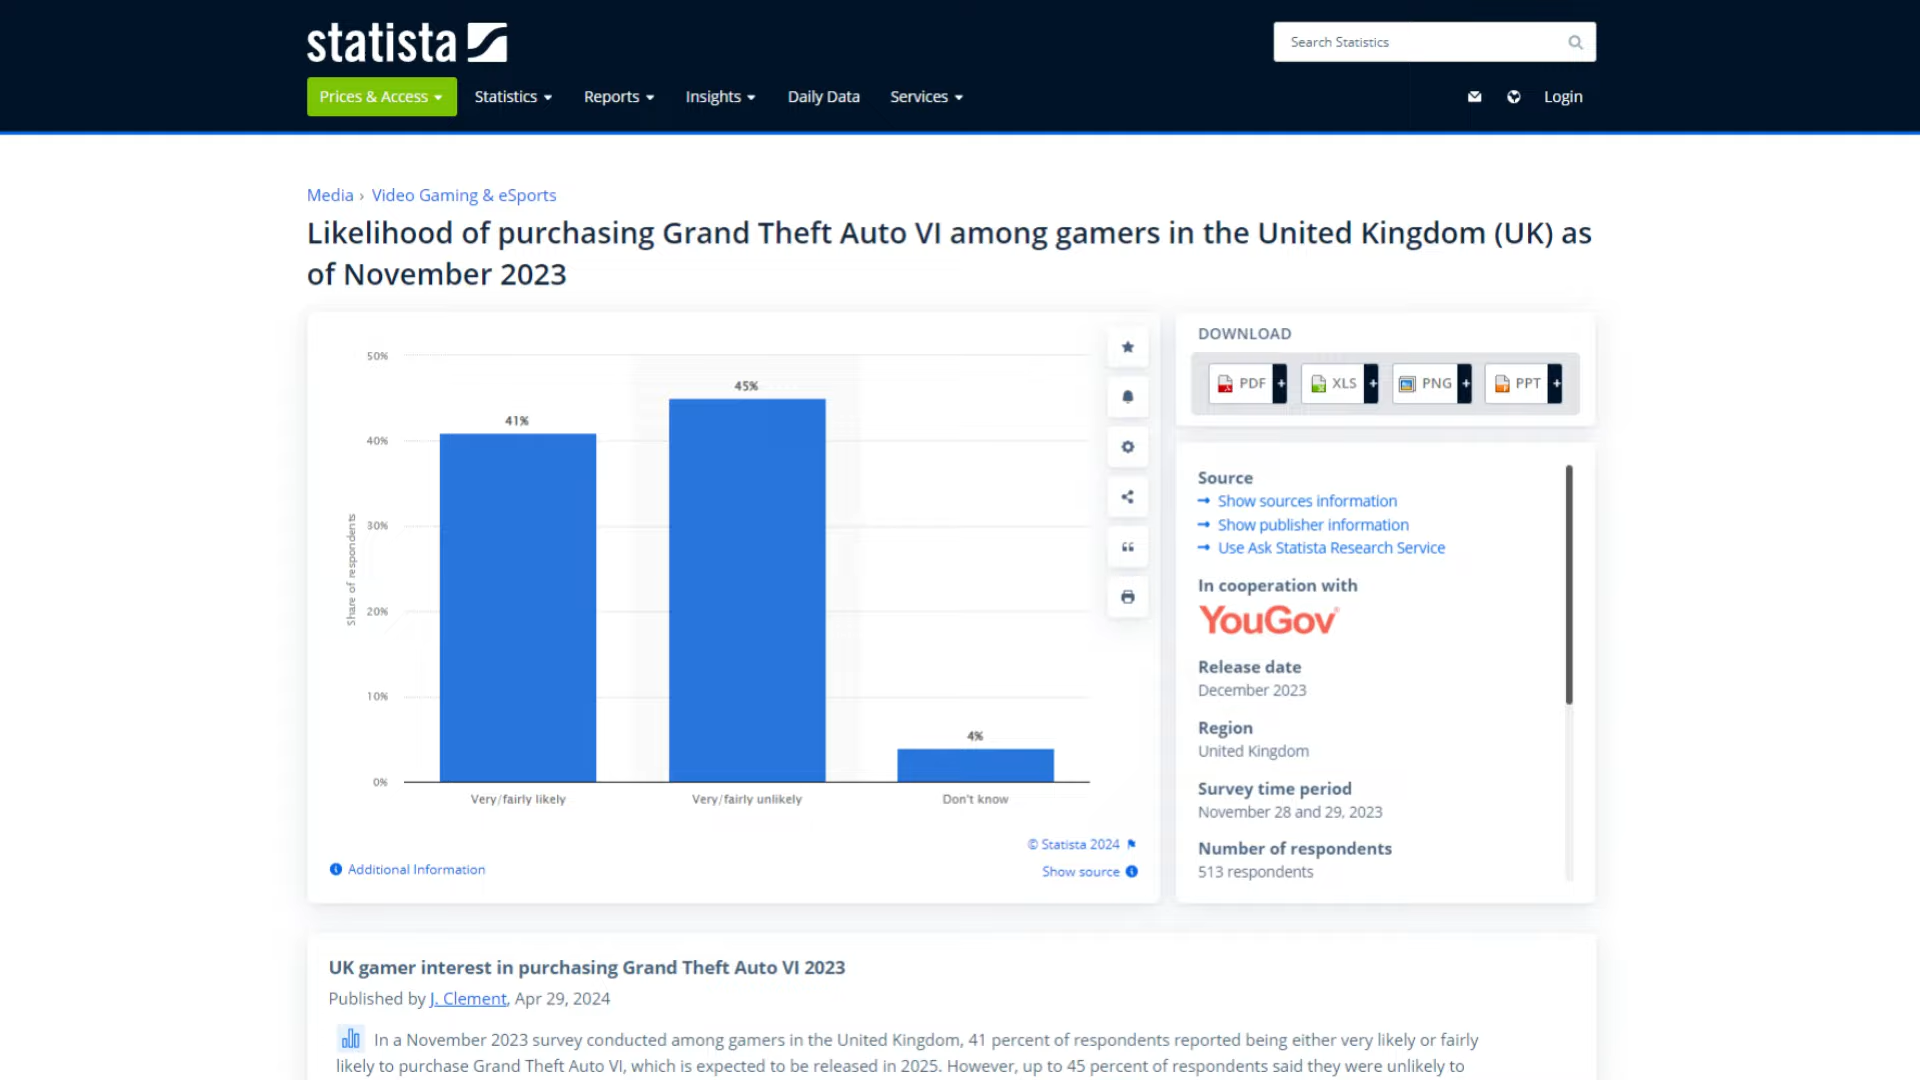 statista
Search Statistics
Prices & Access Statistics Reports Insights Daily Data Services Login
Media › Video Gaming & eSports
Likelihood of purchasing Grand Theft Auto VI among gamers in the United Kingdom (UK) as
of November 2023
50%
40%
30%
20%
10%
0%
Share of respondents
41%
45%
4%
Very/fairly likely
Very/fairly unlikely
Don't know
© Statista 2024
Additional Information
Show source
DOWNLOAD
PDF + XLS + PNG + PPT +
Source
→ Show sources information
→ Show publisher information
→ Use Ask Statista Research Service
In cooperation with
YouGov®
Release date
December 2023
Region
United Kingdom
Survey time period
November 28 and 29, 2023
Number of respondents
513 respondents
UK gamer interest in purchasing Grand Theft Auto VI 2023
Published by J. Clement, Apr 29, 2024
In a November 2023 survey conducted among gamers in the United Kingdom, 41 percent of respondents reported being either very likely or fairly
likely to purchase Grand Theft Auto VI, which is expected to be released in 2025. However, up to 45 percent of respondents said they were unlikely to